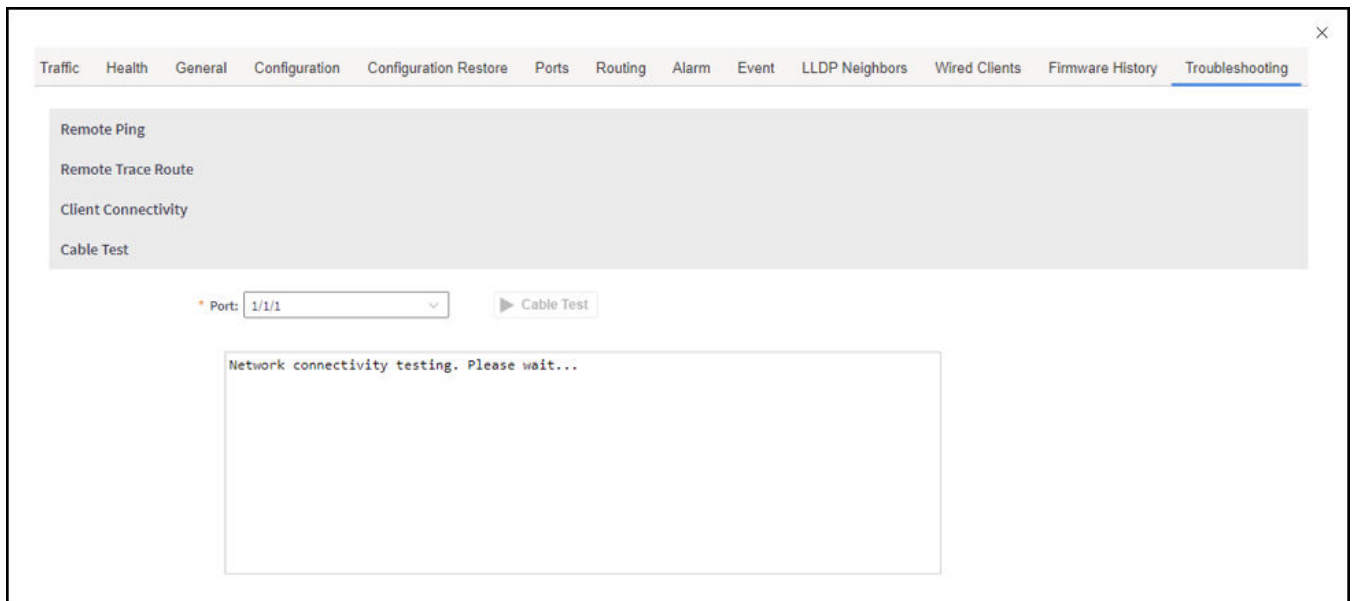 Traffic Health General Configuration Configuration Restore Ports Routing Alarm Event LLDP Neighbors Wired Clients Firmware History Troubleshooting
Remote Ping
Remote Trace Route
Client Connectivity
Cable Test
* Port: 1/1/1 Cable Test
Network connectivity testing. Please wait...